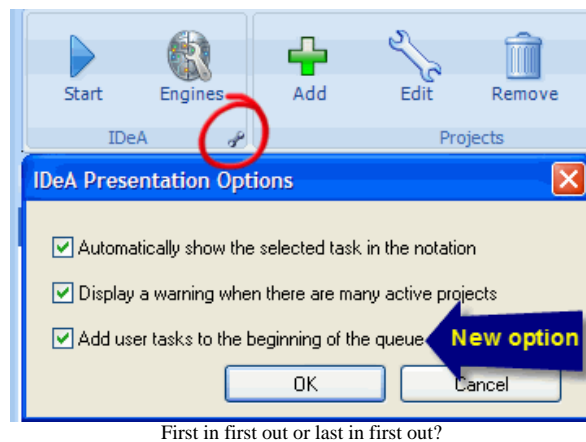 Start Engines Add Edit Remove
IDeA Projects
IDeA Presentation Options
Automatically show the selected task in the notation
Display a warning when there are many active projects
Add user tasks to the beginning of the queue New option
OK Cancel
First in first out or last in first out?